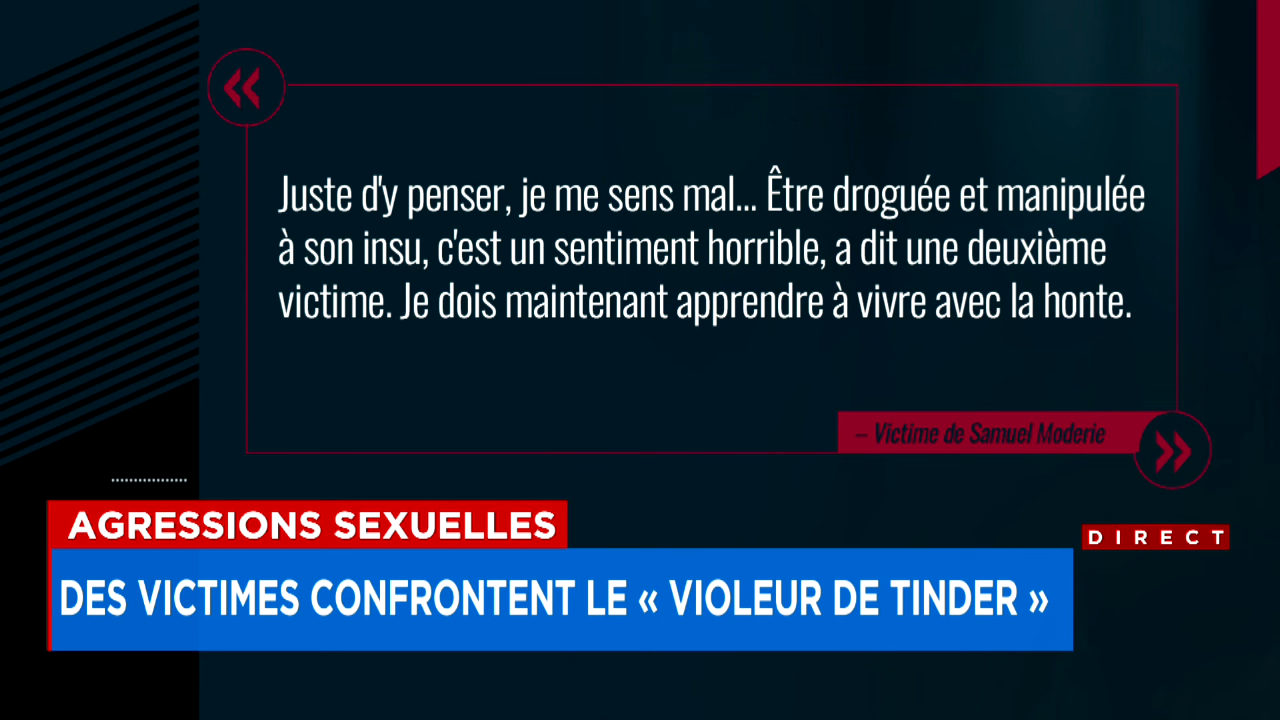 Juste d'y penser, je me sens mal... Être droguée et manipulée
à son insu, c'est un sentiment horrible, a dit une deuxième
victime. Je dois maintenant apprendre à vivre avec la honte.
– Victime de Samuel Moderie
AGRESSIONS SEXUELLES
DIRECT
DES VICTIMES CONFRONTENT LE « VIOLEUR DE TINDER »